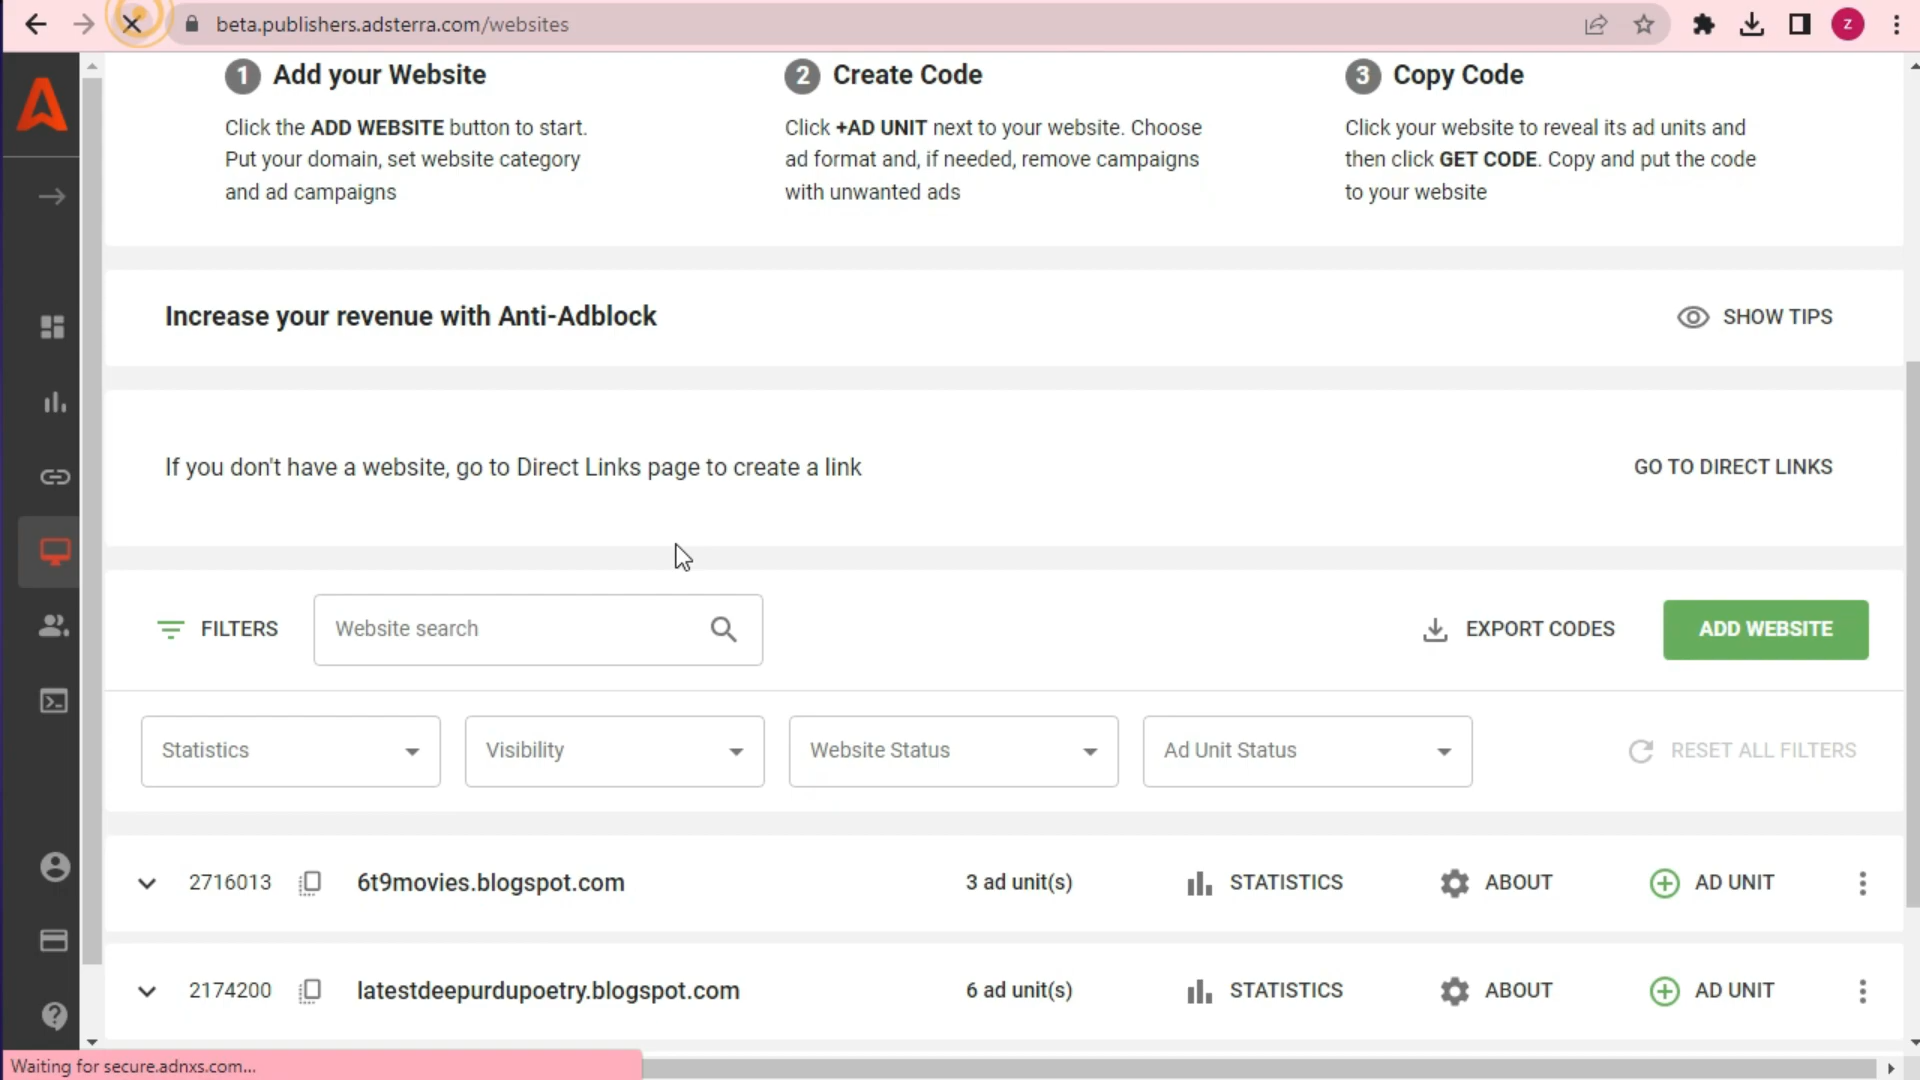 beta.publishers.adsterra.com/websites
z
1 Add your Website
Click the ADD WEBSITE button to start.
Put your domain, set website category
and ad campaigns
2 Create Code
Click +AD UNIT next to your website. Choose
ad format and, if needed, remove campaigns
with unwanted ads
3 Copy Code
Click your website to reveal its ad units and
then click GET CODE. Copy and put the code
to your website
Increase your revenue with Anti-Adblock
SHOW TIPS
If you don't have a website, go to Direct Links page to create a link
GO TO DIRECT LINKS
FILTERS
Website search
EXPORT CODES
ADD WEBSITE
Statistics
Visibility
Website Status
Ad Unit Status
RESET ALL FILTERS
2716013 6t9movies.blogspot.com 3 ad unit(s) STATISTICS ABOUT AD UNIT
2174200 latestdeepurdupoetry.blogspot.com 6 ad unit(s) STATISTICS ABOUT AD UNIT
Waiting for secure.adnxs.com...